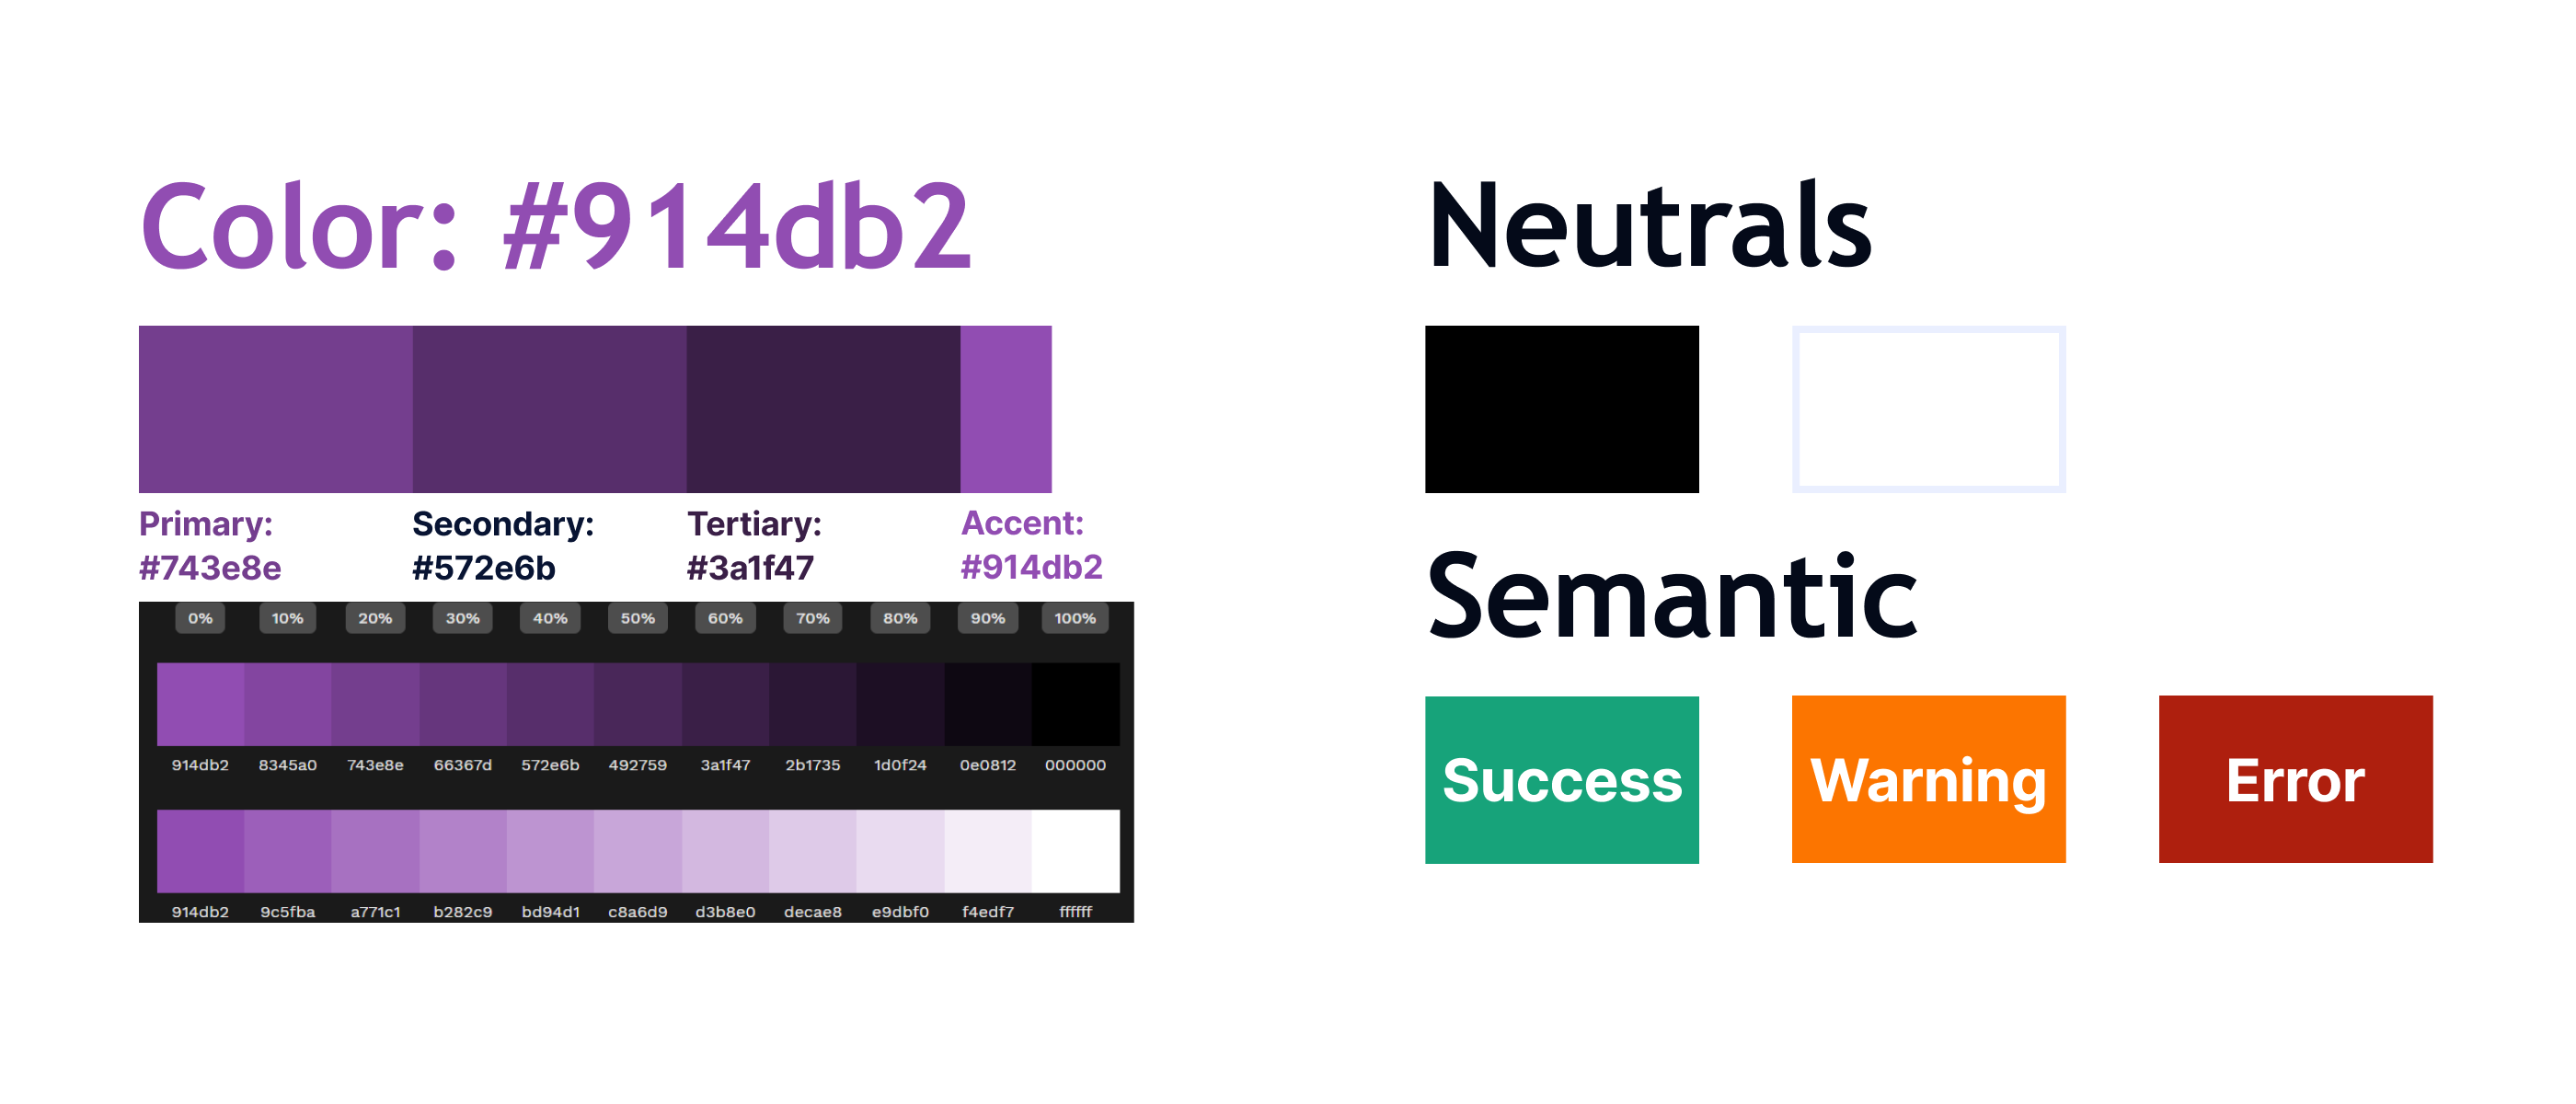 Color: #914db2
Primary:
#743e8e
Secondary:
#572e6b
Tertiary:
#3a1f47
Accent:
#914db2
0% 10% 20% 30% 40% 50% 60% 70% 80% 90% 100%
914db2 8345a0 743e8e 66367d 572e6b 492759 3a1f47 2b1735 1d0f24 0e0812 000000
914db2 9c5fba a771c1 b282c9 bd94d1 c8a6d9 d3b8e0 decae8 e9dbf0 f4edf7 ffffff
Neutrals
Semantic
Success
Warning
Error